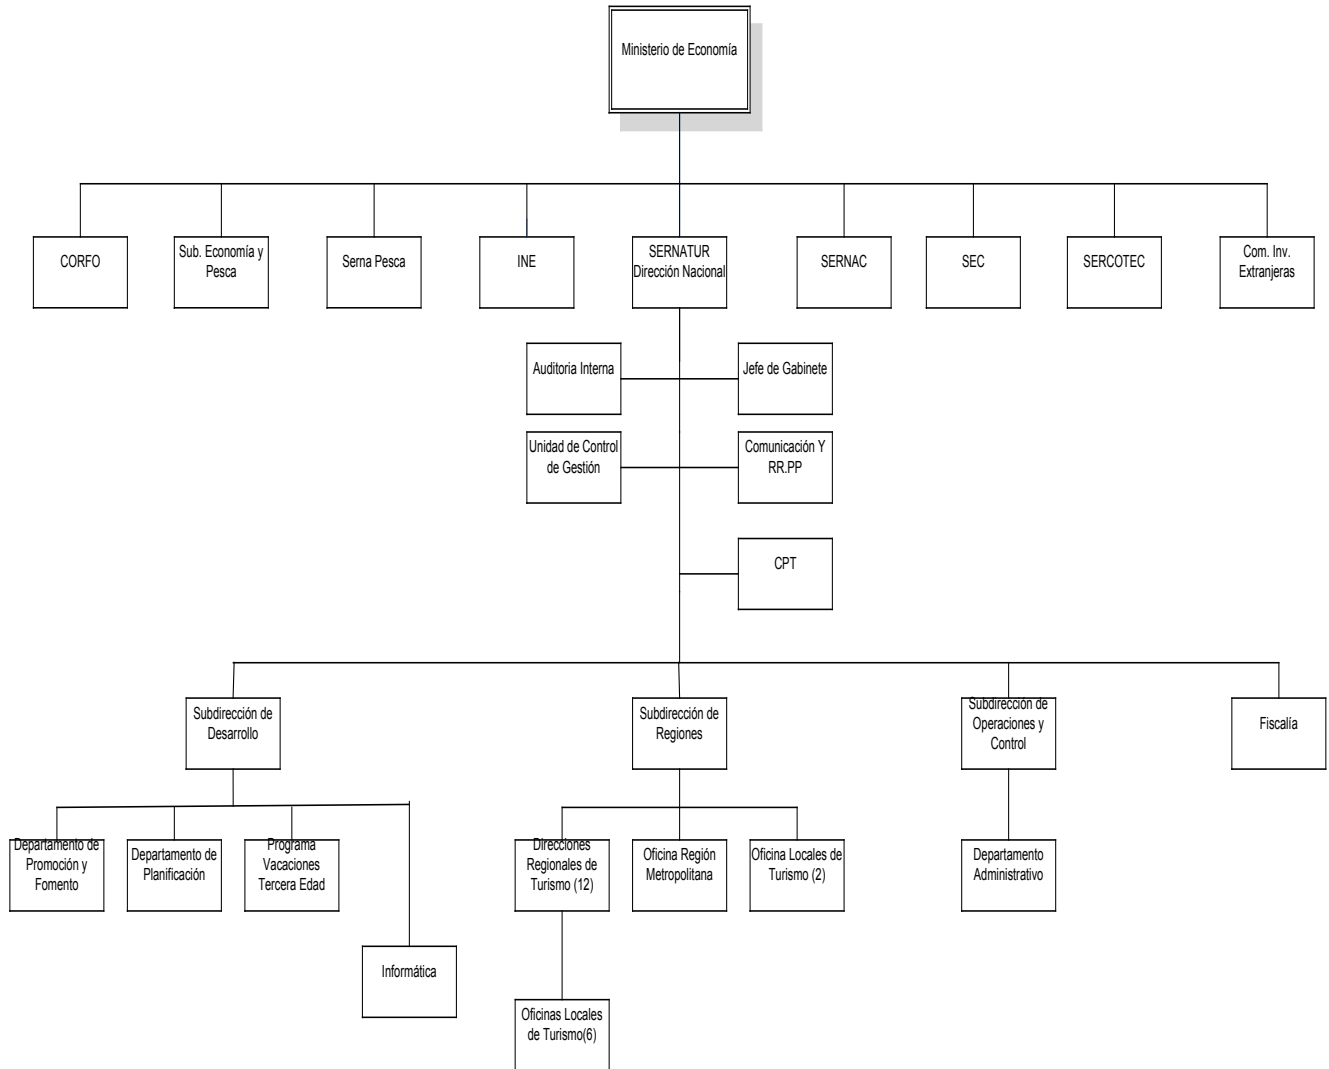 Ministerio de Economía
CORFO
Sub. Economía y
Pesca
Serna Pesca
INE
SERNATUR
Dirección Nacional
SERNAC
SEC
SERCOTEC
Com. Inv.
Extranjeras
Auditoria Interna
Jefe de Gabinete
Unidad de Control
de Gestión
Comunicación Y
RR.PP
CPT
Subdirección de
Desarrollo
Subdirección de
Regiones
Subdirección de
Operaciones y
Control
Fiscalía
Departamento de
Promoción y
Fomento
Departamento de
Planificación
Programa
Vacaciones
Tercera Edad
Direcciones
Regionales de
Turismo (12)
Oficina Región
Metropolitana
Oficina Locales de
Turismo (2)
Departamento
Administrativo
Informática
Oficinas Locales
de Turismo(6)